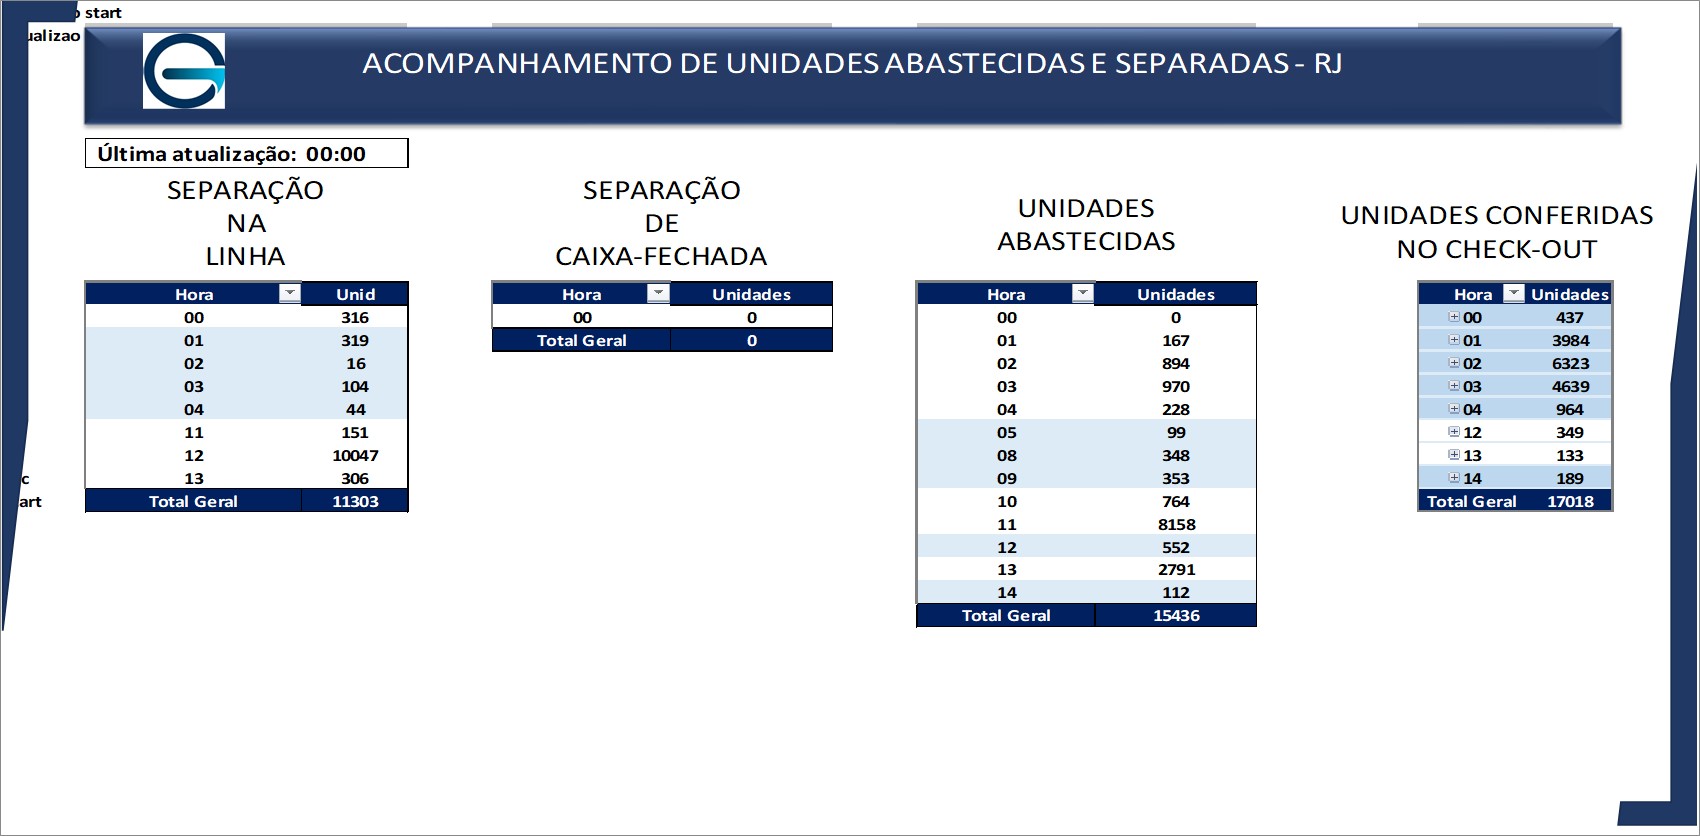 start
ualizao
ACOMPANHAMENTO DE UNIDADES ABASTECIDAS E SEPARADAS - RJ
Última atualização: 00:00
SEPARAÇÃO
NA
LINHA
Hora Unid
00 316
01 319
02 16
03 104
04 44
11 151
12 10047
13 306
Total Geral 11303
SEPARAÇÃO
DE
CAIXA-FECHADA
Hora Unidades
00 0
Total Geral 0
UNIDADES
ABASTECIDAS
Hora Unidades
00 0
01 167
02 894
03 970
04 228
05 99
08 348
09 353
10 764
11 8158
12 552
13 2791
14 112
Total Geral 15436
UNIDADES CONFERIDAS
NO CHECK-OUT
Hora Unidades
00 437
01 3984
02 6323
03 4639
04 964
12 349
13 133
14 189
Total Geral 17018
c
art